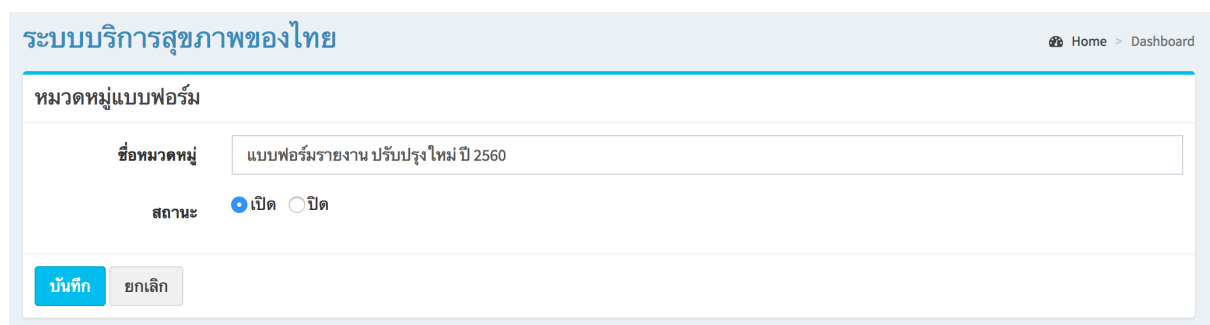 ระบบบริการสุขภาพของไทย
Home > Dashboard
หมวดหมู่แบบฟอร์ม
ชื่อหมวดหมู่ แบบฟอร์มรายงาน ปรับปรุงใหม่ ปี 2560
สถานะ เปิด ปิด
บันทึก ยกเลิก